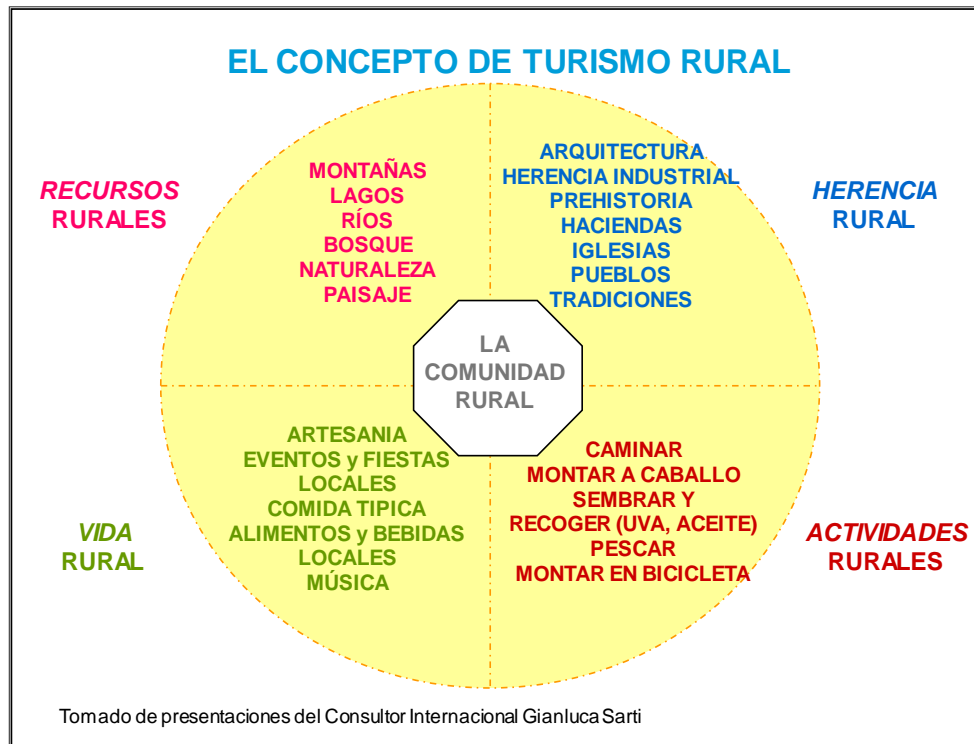 EL CONCEPTO DE TURISMO RURAL
RECURSOS
RURALES
MONTAÑAS
LAGOS
RÍOS
BOSQUE
NATURALEZA
PAISAJE
ARQUITECTURA
HERENCIA INDUSTRIAL
PREHISTORIA
HACIENDAS
IGLESIAS
PUEBLOS
TRADICIONES
HERENCIA
RURAL
LA
COMUNIDAD
RURAL
VIDA
RURAL
ARTESANIA
EVENTOS y FIESTAS
LOCALES
COMIDA TIPICA
ALIMENTOS y BEBIDAS
LOCALES
MÚSICA
CAMINAR
MONTAR A CABALLO
SEMBRAR Y
RECOGER (UVA, ACEITE)
PESCAR
MONTAR EN BICICLETA
ACTIVIDADES
RURALES
Tomado de presentaciones del Consultor Internacional Gianluca Sarti